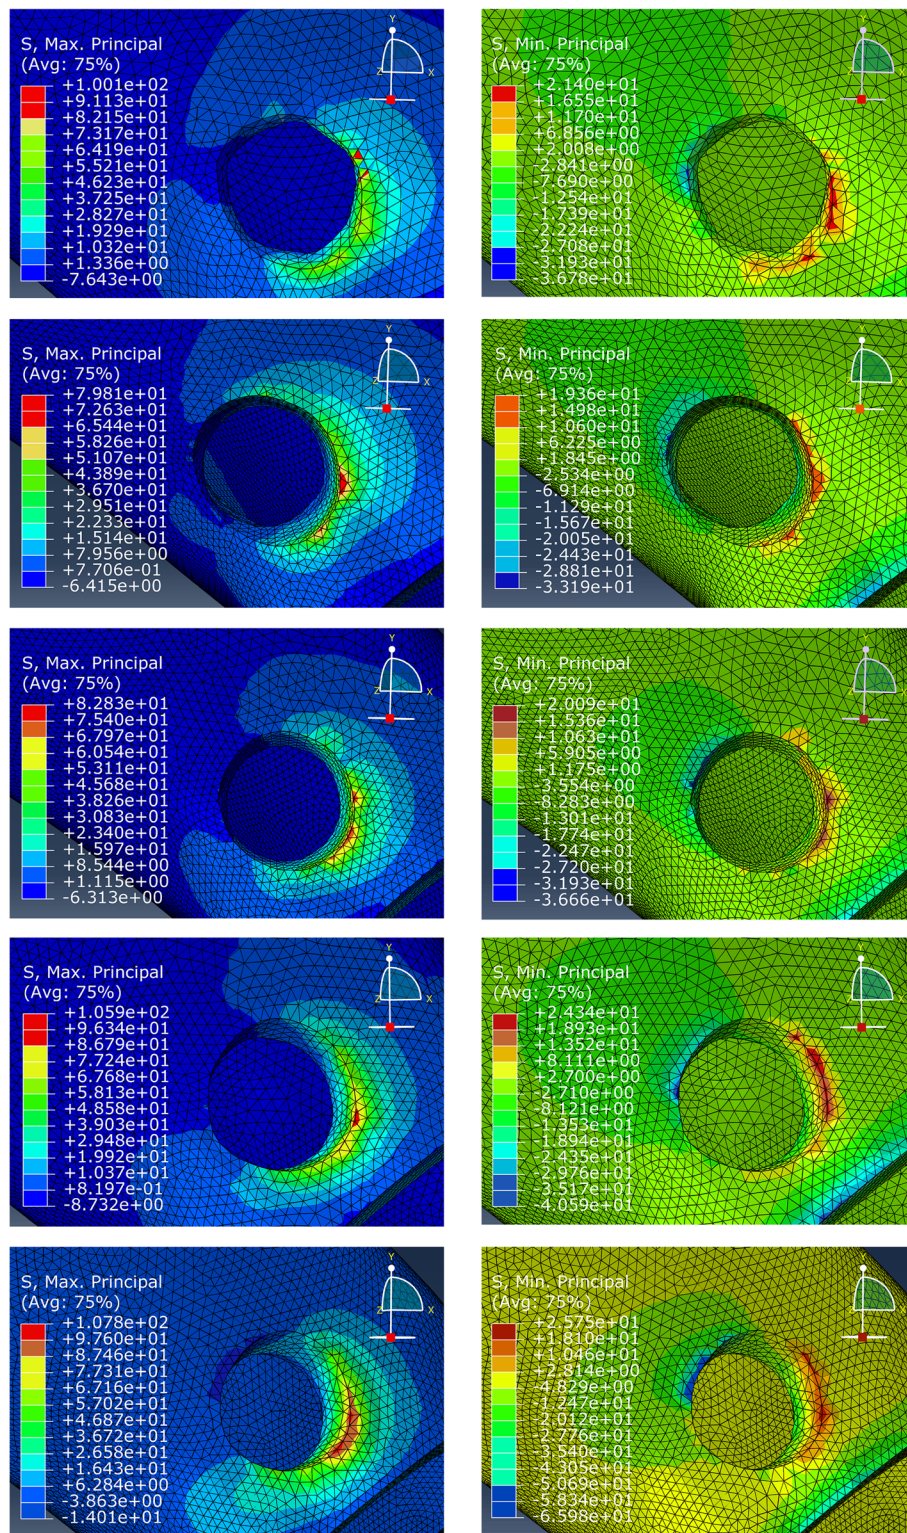 S, Max. Principal
(Avg: 75%)
+1.001e+02
+9.113e+01
+8.215e+01
+7.317e+01
+6.419e+01
+5.521e+01
+4.623e+01
+3.725e+01
+2.827e+01
+1.929e+01
+1.032e+01
+1.336e+00
-7.643e+00
Y
Z X
S, Min. Principal
(Avg: 75%)
+2.140e+01
+1.655e+01
+1.170e+01
+6.856e+00
+2.008e+00
-2.841e+00
-7.690e+00
-1.254e+01
-1.739e+01
-2.224e+01
-2.708e+01
-3.193e+01
-3.678e+01
Y
Z X
S, Max. Principal
(Avg: 75%)
+7.981e+01
+7.263e+01
+6.544e+01
+5.826e+01
+5.107e+01
+4.389e+01
+3.670e+01
+2.951e+01
+2.233e+01
+1.514e+01
+7.956e+00
+7.706e-01
-6.415e+00
Y
Z X
S, Min. Principal
(Avg: 75%)
+1.936e+01
+1.498e+01
+1.060e+01
+6.225e+00
+1.845e+00
-2.534e+00
-6.914e+00
-1.129e+01
-1.567e+01
-2.005e+01
-2.443e+01
-2.881e+01
-3.319e+01
Y
Z X
S, Max. Principal
(Avg: 75%)
+8.283e+01
+7.540e+01
+6.797e+01
+6.054e+01
+5.311e+01
+4.568e+01
+3.826e+01
+3.083e+01
+2.340e+01
+1.597e+01
+8.544e+00
+1.115e+00
-6.313e+00
Y
Z X
S, Min. Principal
(Avg: 75%)
+2.009e+01
+1.536e+01
+1.063e+01
+5.905e+00
+1.175e+00
-3.554e+00
-8.283e+00
-1.301e+01
-1.774e+01
-2.247e+01
-2.720e+01
-3.193e+01
-3.666e+01
Y
Z X
S, Max. Principal
(Avg: 75%)
+1.059e+02
+9.634e+01
+8.679e+01
+7.724e+01
+6.768e+01
+5.813e+01
+4.858e+01
+3.903e+01
+2.948e+01
+1.992e+01
+1.037e+01
+8.197e-01
-8.732e+00
Y
Z X
S, Min. Principal
(Avg: 75%)
+2.434e+01
+1.893e+01
+1.352e+01
+8.111e+00
+2.700e+00
-2.710e+00
-8.121e+00
-1.353e+01
-1.894e+01
-2.435e+01
-2.976e+01
-3.517e+01
-4.059e+01
Y
Z X
S, Max. Principal
(Avg: 75%)
+1.078e+02
+9.760e+01
+8.746e+01
+7.731e+01
+6.716e+01
+5.702e+01
+4.687e+01
+3.672e+01
+2.658e+01
+1.643e+01
+6.284e+00
-3.863e+00
-1.401e+01
Y
Z X
S, Min. Principal
(Avg: 75%)
+2.575e+01
+1.810e+01
+1.046e+01
+2.814e+00
-4.829e+00
-1.247e+01
-2.012e+01
-2.776e+01
-3.540e+01
-4.305e+01
-5.069e+01
-5.834e+01
-6.598e+01
Y
Z X